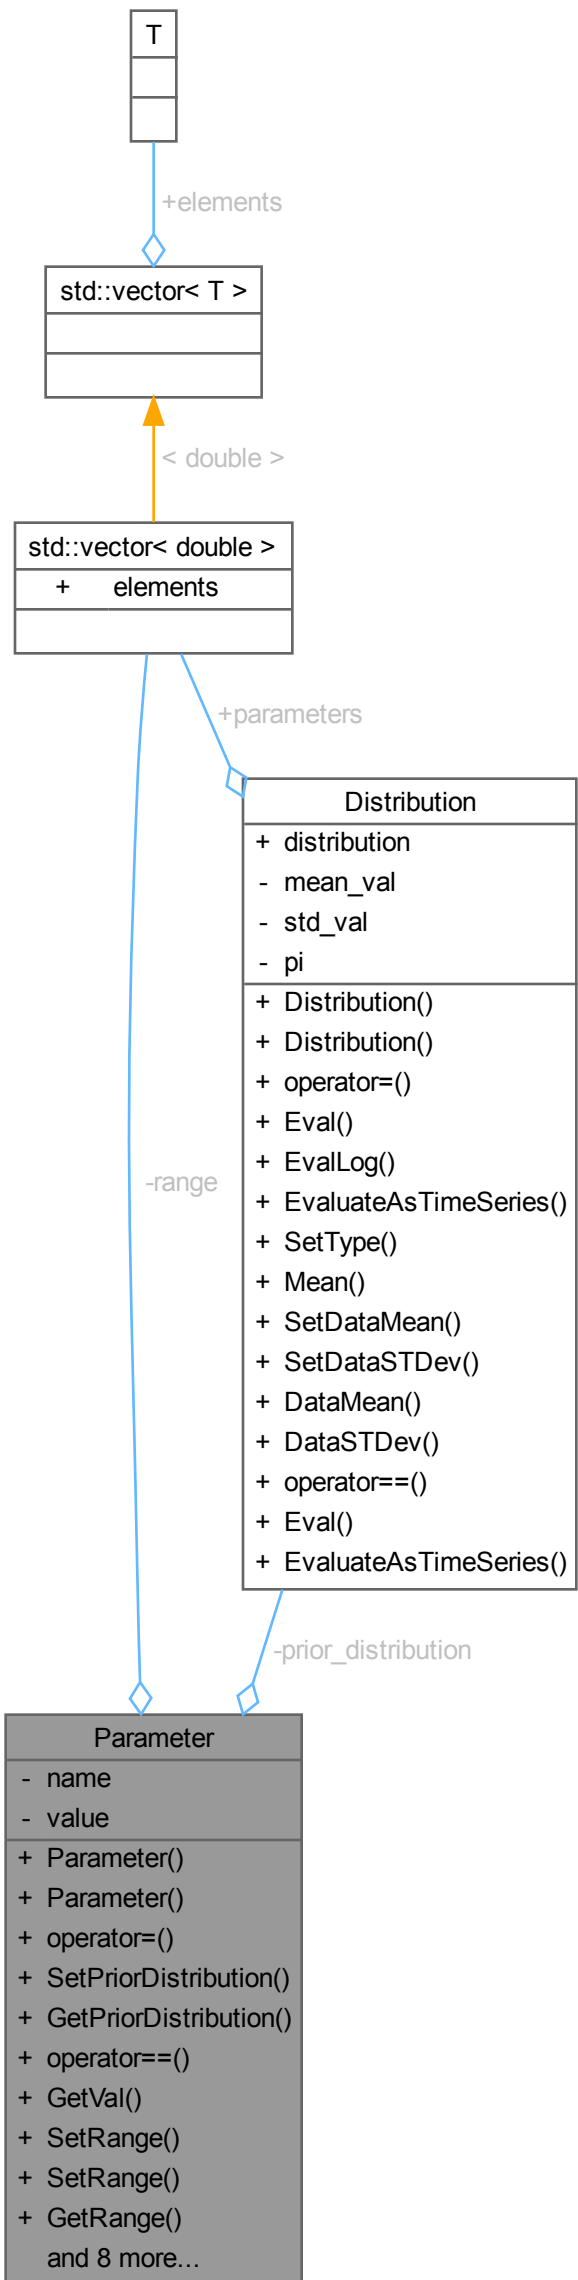 T
+elements
std::vector< T >
< double >
std::vector< double >
+ elements
+parameters
Distribution
+ distribution
- mean_val
- std_val
- pi
+ Distribution()
+ Distribution()
+ operator=()
+ Eval()
+ EvalLog()
+ EvaluateAsTimeSeries()
+ SetType()
+ Mean()
+ SetDataMean()
+ SetDataSTDev()
+ DataMean()
+ DataSTDev()
+ operator==()
+ Eval()
+ EvaluateAsTimeSeries()
-range
-prior_distribution
Parameter
- name
- value
+ Parameter()
+ Parameter()
+ operator=()
+ SetPriorDistribution()
+ GetPriorDistribution()
+ operator==()
+ GetVal()
+ SetRange()
+ SetRange()
+ GetRange()
and 8 more...